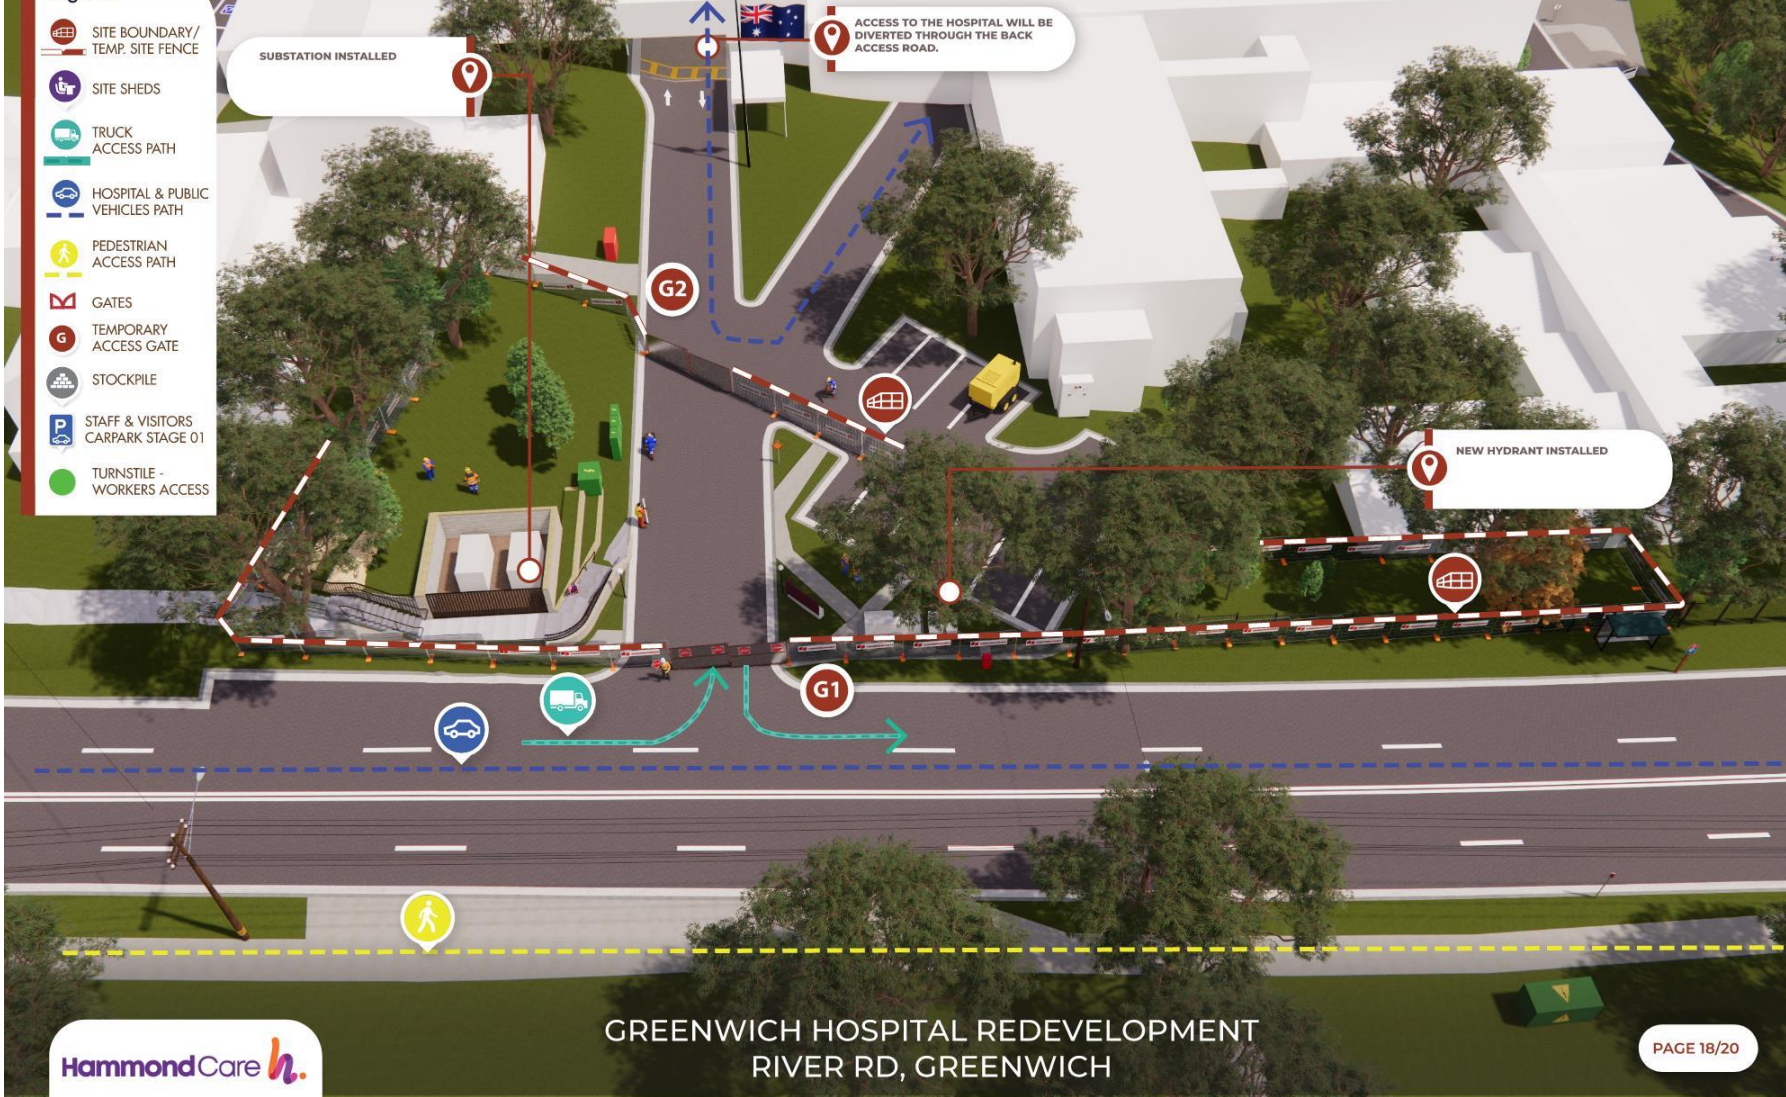 SITE BOUNDARY/
TEMP. SITE FENCE
SITE SHEDS
TRUCK
ACCESS PATH
HOSPITAL & PUBLIC
VEHICLES PATH
PEDESTRIAN
ACCESS PATH
GATES
G
TEMPORARY
ACCESS GATE
STOCKPILE
P
STAFF & VISITORS
CARPARK STAGE 01
TURNSTILE -
WORKERS ACCESS
SUBSTATION INSTALLED
ACCESS TO THE HOSPITAL WILL BE
DIVERTED THROUGH THE BACK
ACCESS ROAD.
G2
NEW HYDRANT INSTALLED
G1
HammondCare h.
GREENWICH HOSPITAL REDEVELOPMENT
RIVER RD, GREENWICH
PAGE 18/20